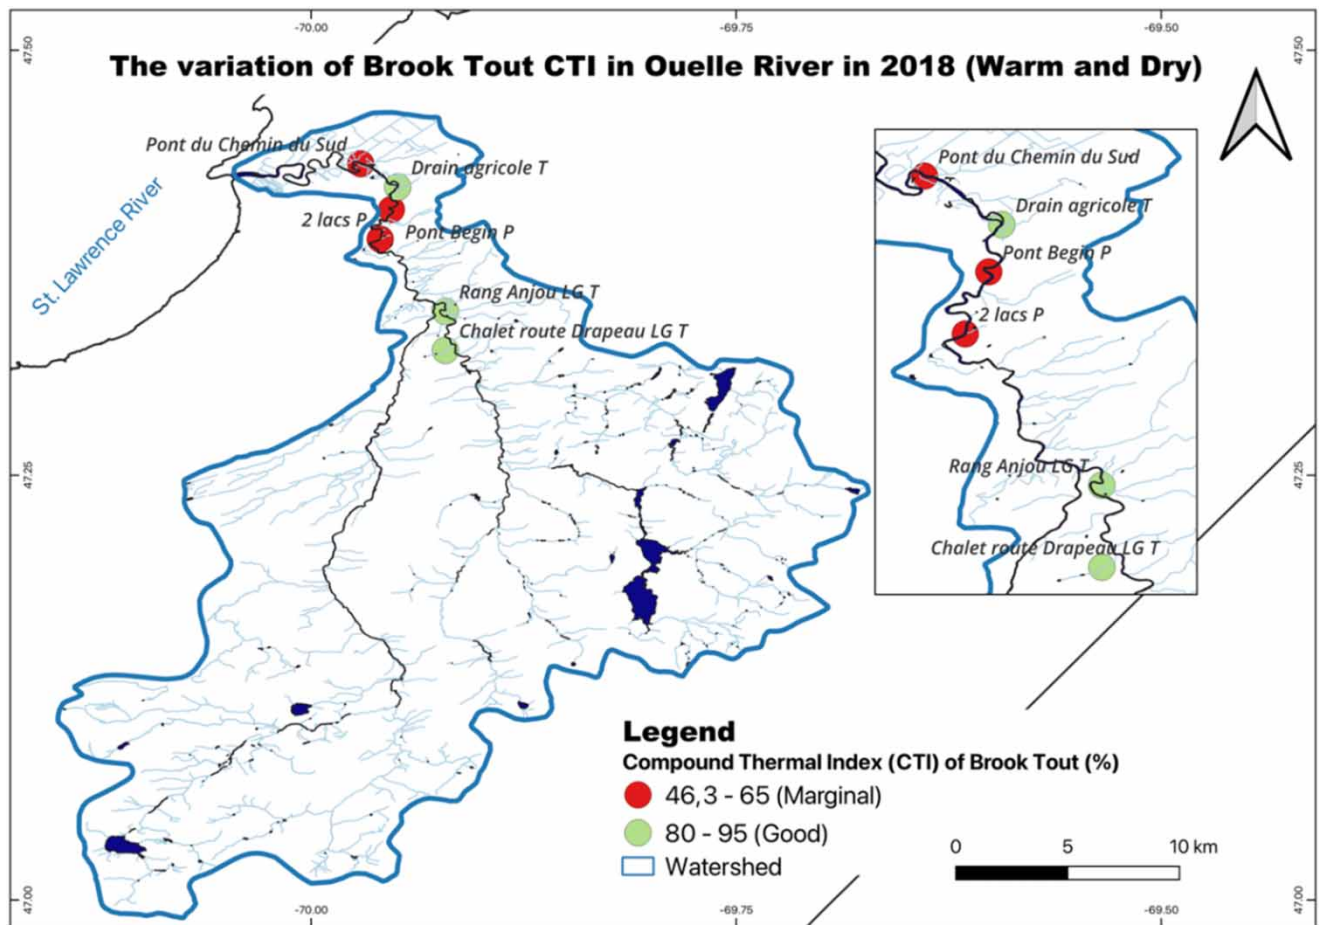 -70.00
-69.75
-69.50
47.50
47.50
The variation of Brook Tout CTI in Ouelle River in 2018 (Warm and Dry)
Pont du Chemin du Sud
Drain agricole T
2 lacs P
Pont Begin P
Rang Anjou LG T
Chalet route Drapeau LG T
St. Lawrence River
Pont du Chemin du Sud
Drain agricole T
Pont Begin P
2 lacs P
Rang Anjou LG T
Chalet route Drapeau LG T
47.25
47.25
Legend
Compound Thermal Index (CTI) of Brook Tout (%)
46,3 - 65 (Marginal)
80 - 95 (Good)
Watershed
0 5 10 km
47.00
47.00
-70.00
-69.75
-69.50